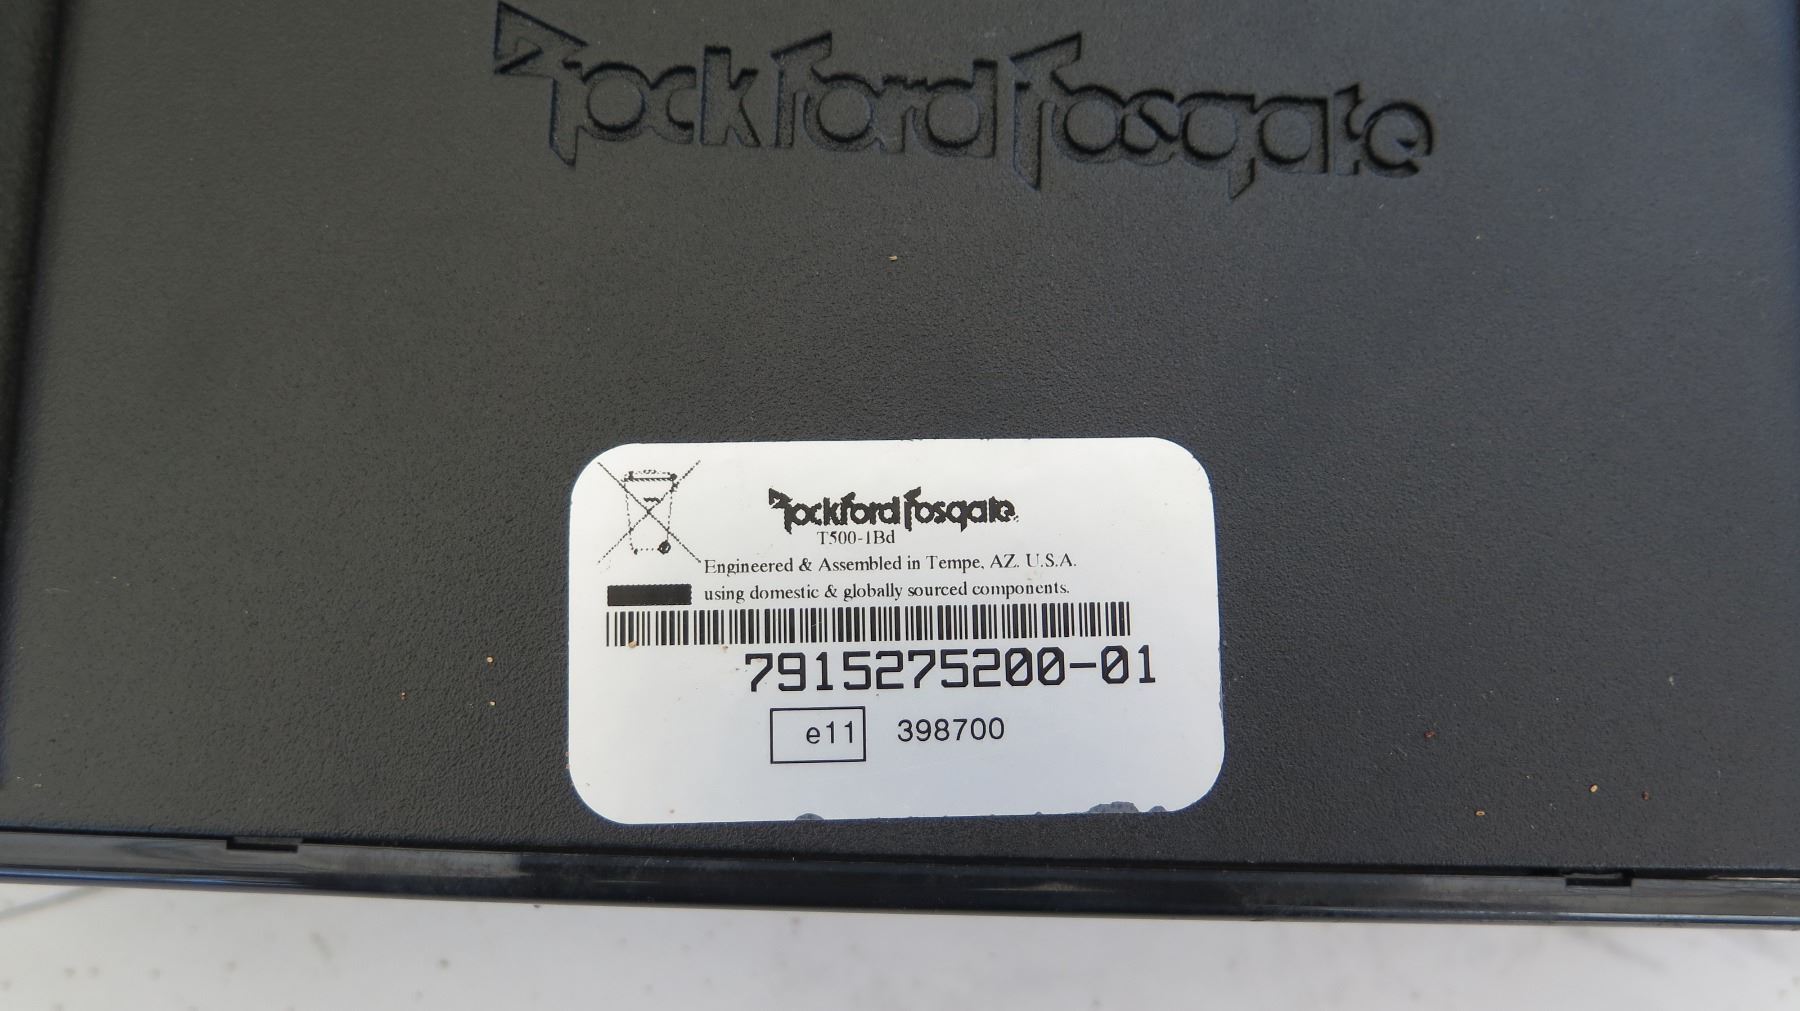 Rockford Fosgate
Rockford Fosgate
T500-1Bd
Engineered & Assembled in Tempe, AZ. U.S.A.
using domestic & globally sourced components.
7915275200-01
e11 398700